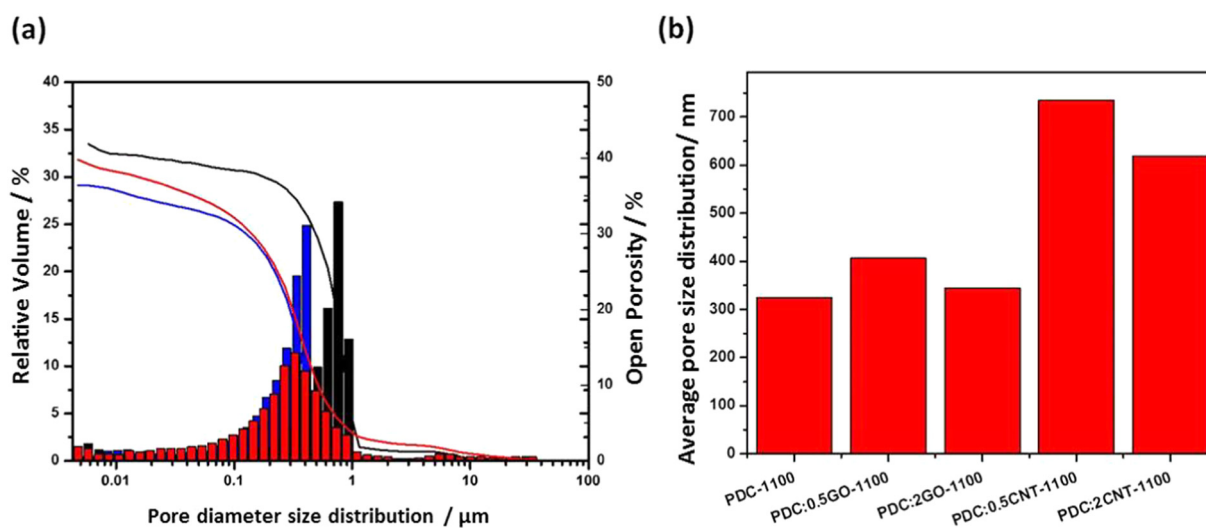 (a)
(b)
40
35
30
25
20
15
10
5
0
Relative Volume / %
50
40
30
20
10
0
Open Porosity / %
0.01 0.1 1 10 100
Pore diameter size distribution / µm
700
600
500
400
300
200
100
0
Average pore size distribution/ nm
PDC-1100
PDC:0.5GO-1100
PDC:2GO-1100
PDC:0.5CNT-1100
PDC:2CNT-1100